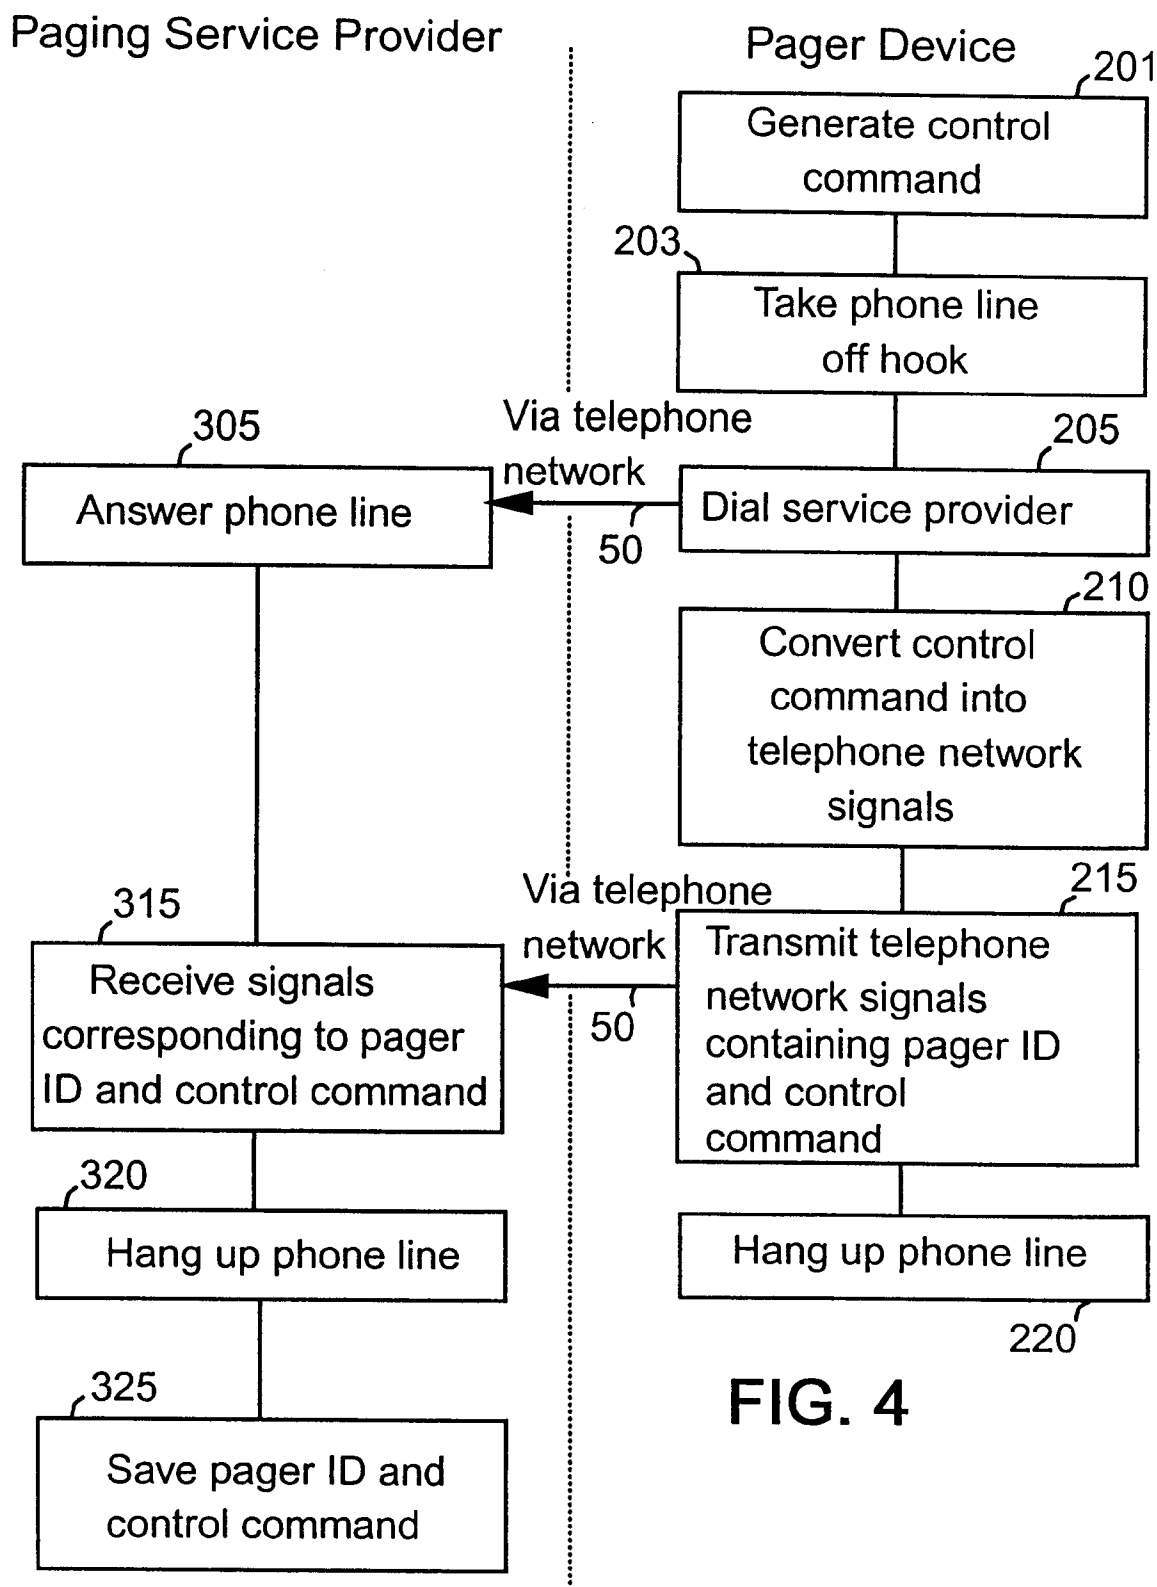 Paging Service Provider
Pager Device
201
Generate control
command
203
Take phone line
off hook
Via telephone
network
50
305
Answer phone line
205
Dial service provider
210
Convert control
command into
telephone network
signals
Via telephone
network
50
315
Receive signals
corresponding to pager
ID and control command
215
Transmit telephone
network signals
containing pager ID
and control
command
320
Hang up phone line
Hang up phone line
220
325
Save pager ID and
control command
FIG. 4